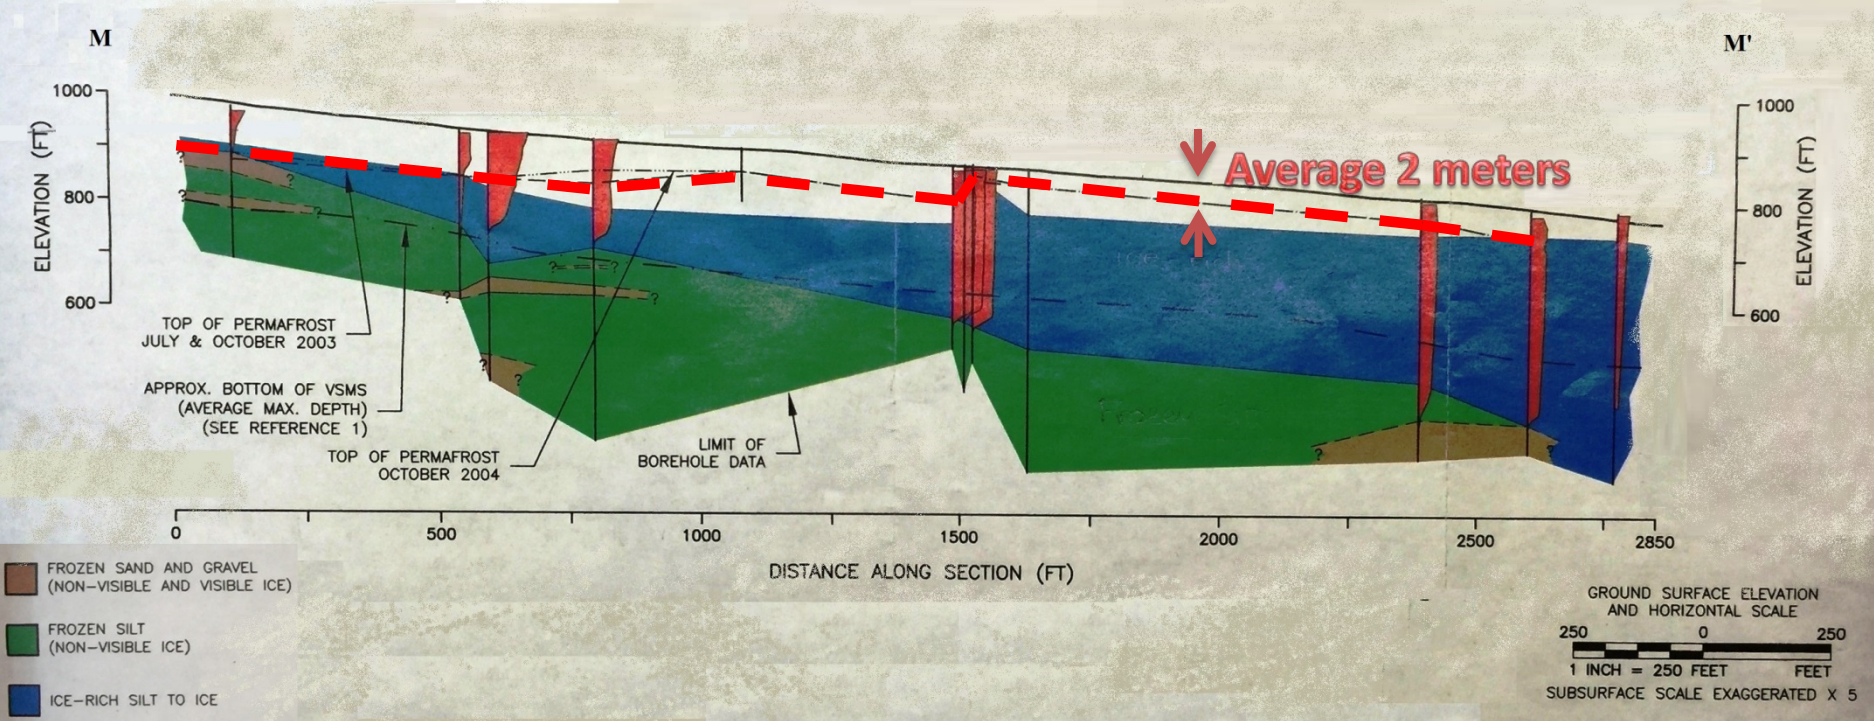 M
M'
1000
800
600
ELEVATION (FT)
1000
800
600
ELEVATION (FT)
Average 2 meters
?
?
?
?
?
?
?
?
?
?
?
?
TOP OF PERMAFROST
JULY & OCTOBER 2003
APPROX. BOTTOM OF VSMS
(AVERAGE MAX. DEPTH)
(SEE REFERENCE 1)
TOP OF PERMAFROST
OCTOBER 2004
LIMIT OF
BOREHOLE DATA
Frozen
0
500
1000
1500
2000
2500
2850
DISTANCE ALONG SECTION (FT)
FROZEN SAND AND GRAVEL
(NON-VISIBLE AND VISIBLE ICE)
FROZEN SILT
(NON-VISIBLE ICE)
ICE-RICH SILT TO ICE
GROUND SURFACE ELEVATION
AND HORIZONTAL SCALE
250 0 250
1 INCH = 250 FEET FEET
SUBSURFACE SCALE EXAGGERATED X 5